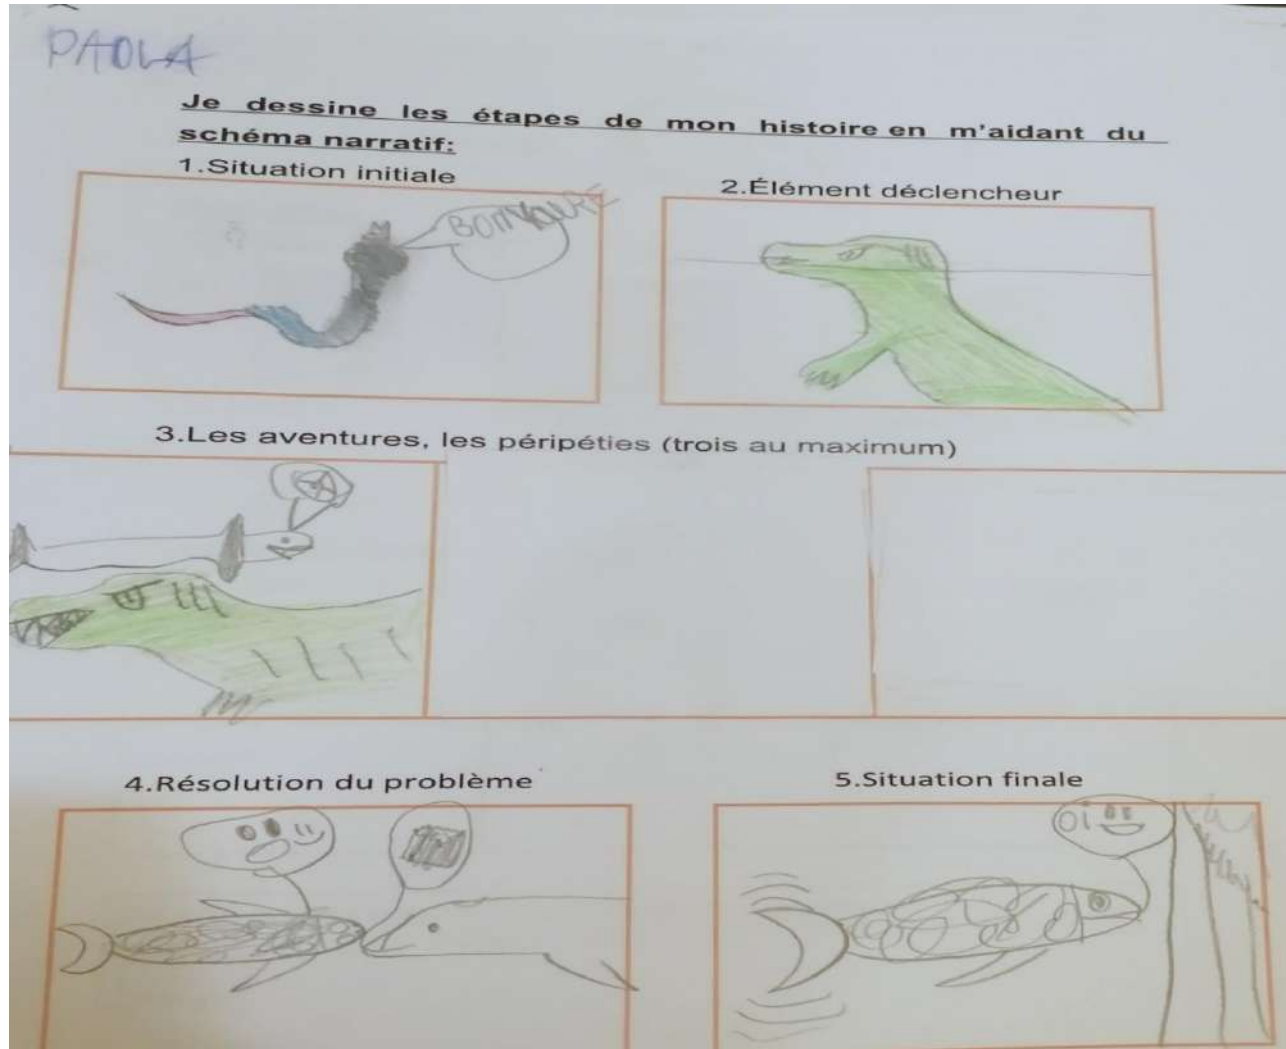 PAOLA
Je dessine les étapes de mon histoire en m'aidant du
schéma narratif:
1.Situation initiale
2.Élément déclencheur
3.Les aventures, les péripéties (trois au maximum)
4.Résolution du problème
5.Situation finale
oi